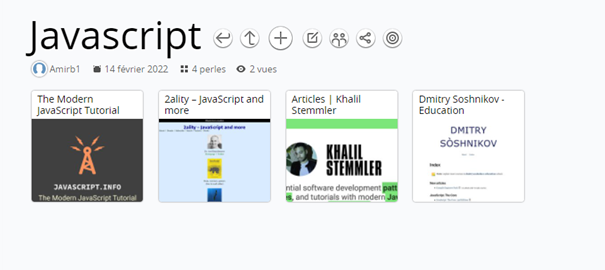 Javascript
Amirb1 14 février 2022 4 perles 2 vues
The Modern
JavaScript Tutorial
JAVASCRIPT.INFO
The Modern JavaScript Tutorial
2ality – JavaScript and
more
2ality – JavaScript and more
Articles | Khalil
Stemmler
KHALIL
STEMMLER
ntial software development patt
s, and tutorials with modern Jav
Dmitry Soshnikov -
Education
DMITRY
SOSHNIKOV
Index